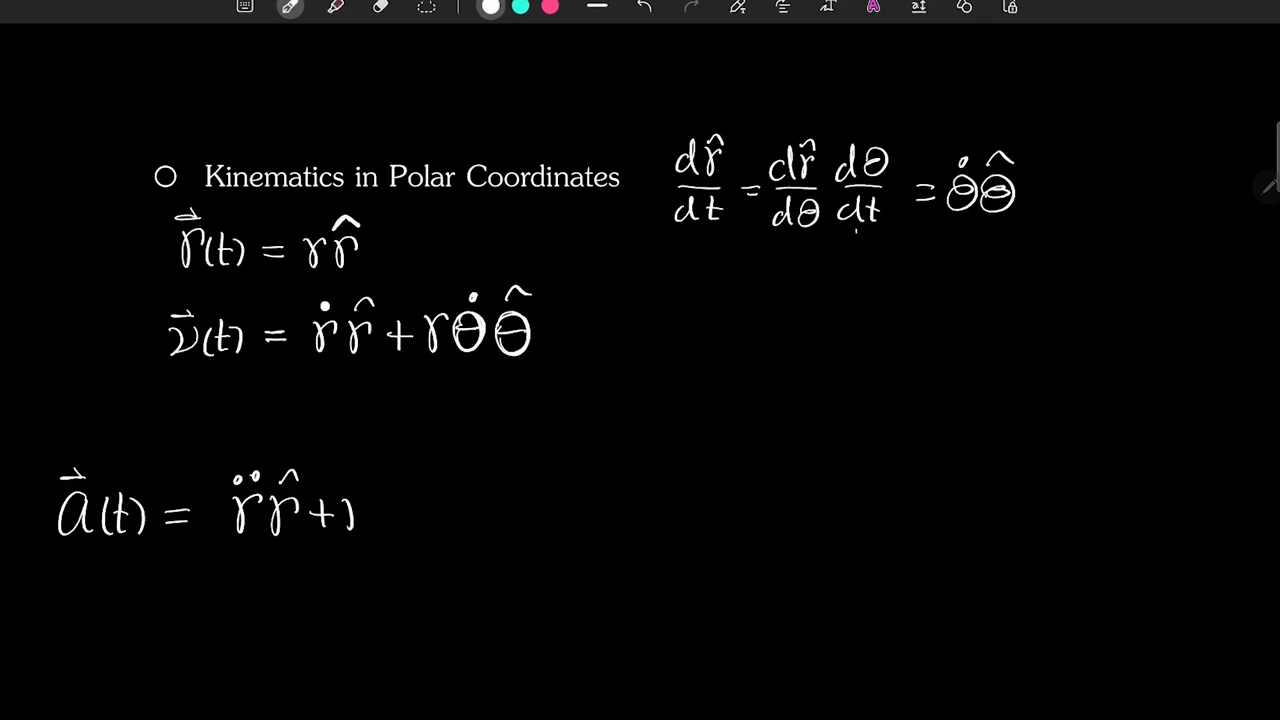 ○ Kinematics in Polar Coordinates
dr̂/dt = dr̂/dθ dθ/dt = θ̇ θ̂
r⃗(t) = r r̂
v⃗(t) = ṙ r̂ + r θ̇ θ̂
a⃗(t) = r̈ r̂ +